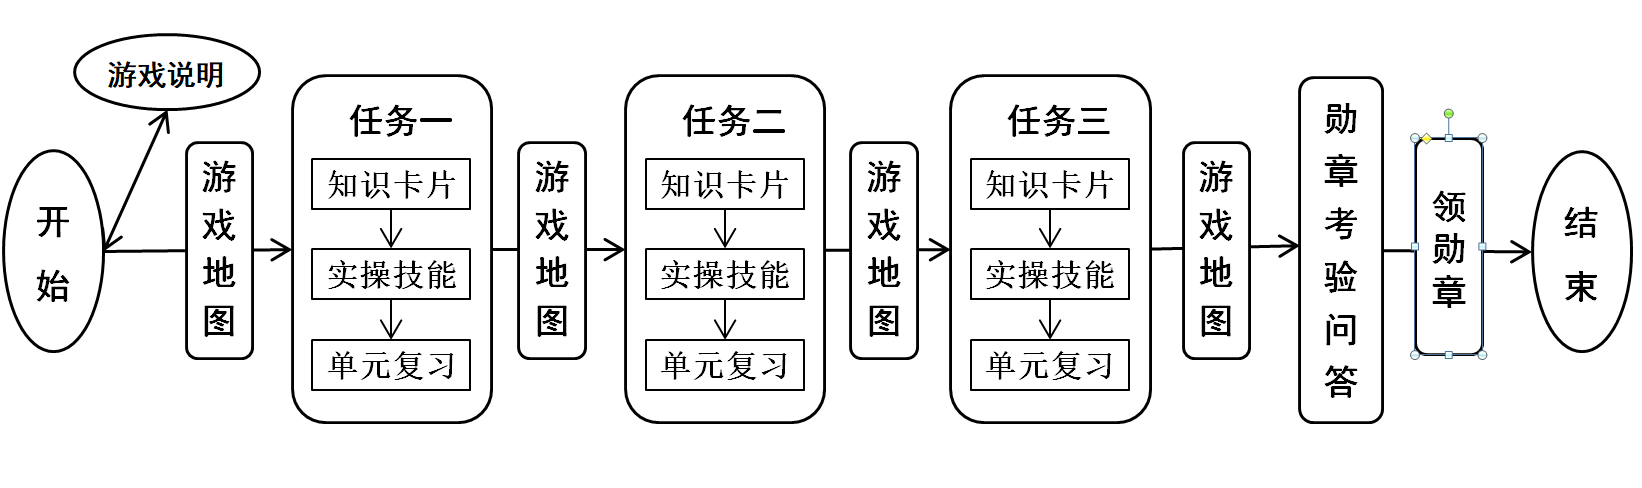 游戏说明
开始
游戏地图
任务一
知识卡片
实操技能
单元复习
游戏地图
任务二
知识卡片
实操技能
单元复习
游戏地图
任务三
知识卡片
实操技能
单元复习
游戏地图
勋章考验问答
领勋章
结束